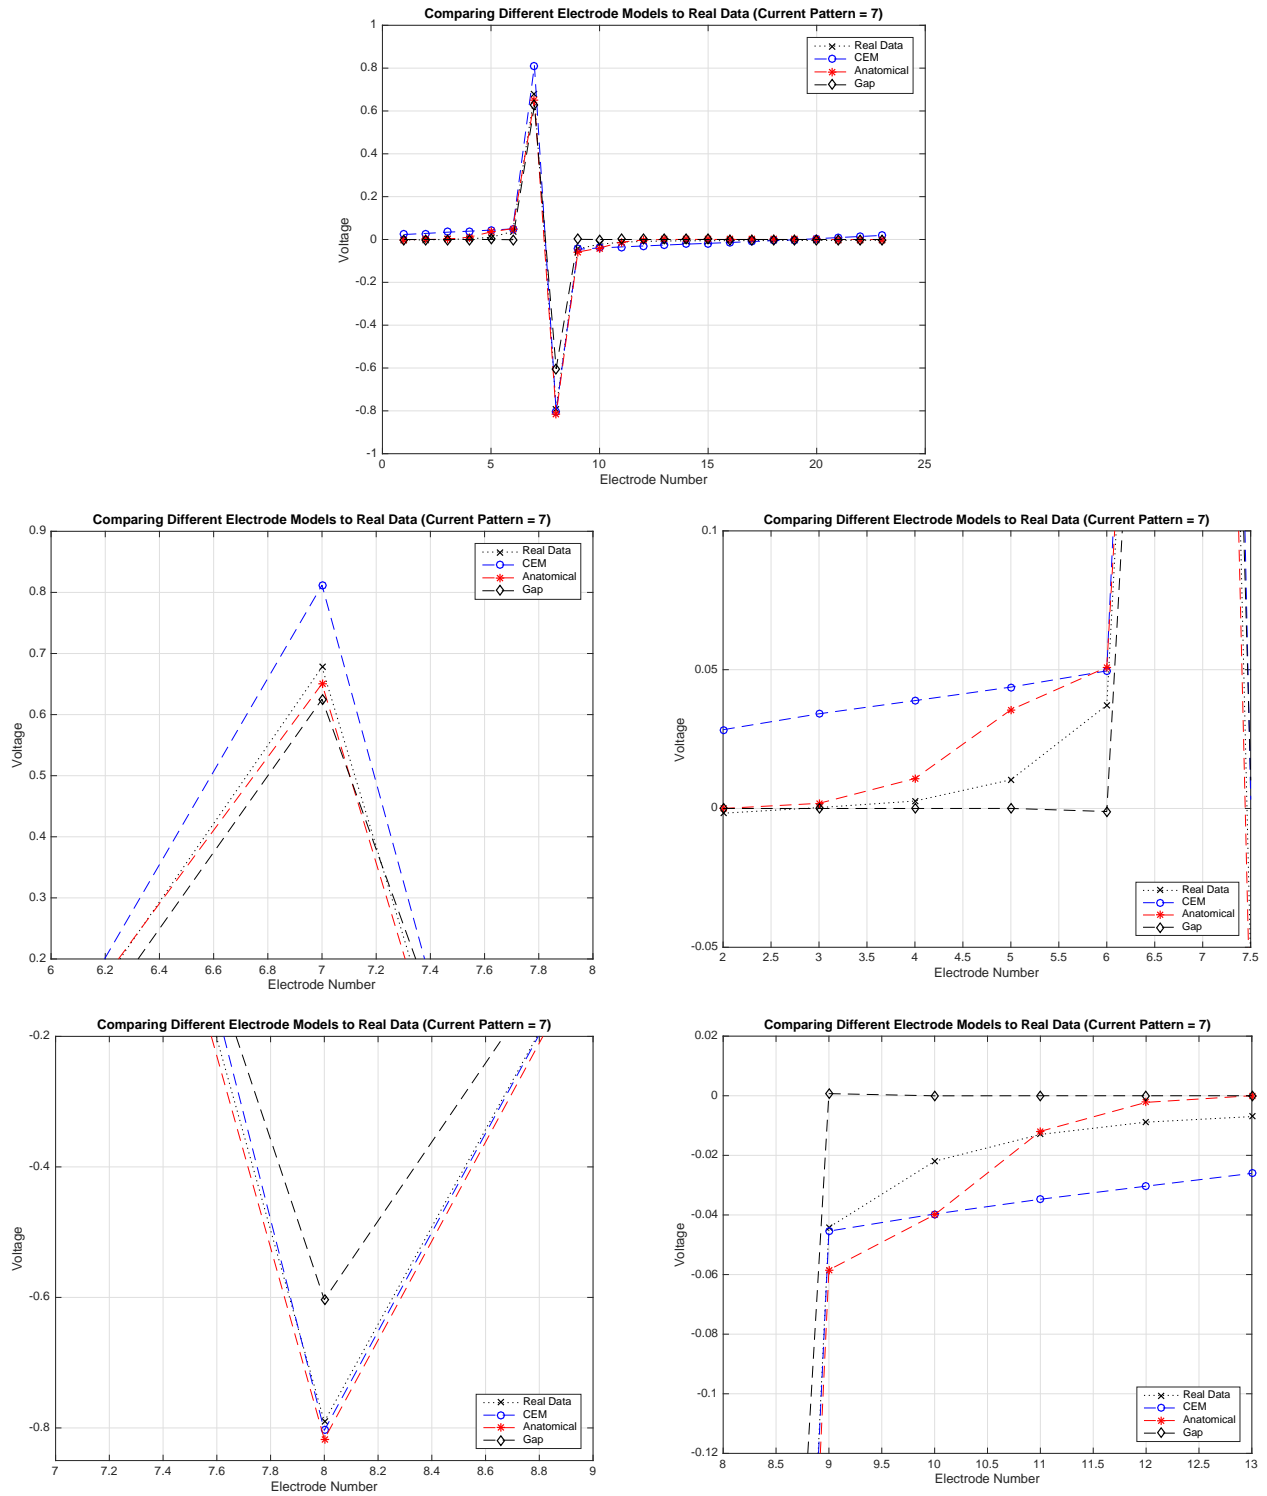 Comparing Different Electrode Models to Real Data (Current Pattern = 7)
1
0.8
0.6
0.4
0.2
0
-0.2
-0.4
-0.6
-0.8
-1
Voltage
Real Data
CEM
Anatomical
Gap
0 5 10 15 20 25
Electrode Number
Comparing Different Electrode Models to Real Data (Current Pattern = 7)
0.9
0.8
0.7
0.6
0.5
0.4
0.3
0.2
Voltage
Real Data
CEM
Anatomical
Gap
6 6.2 6.4 6.6 6.8 7 7.2 7.4 7.6 7.8 8
Electrode Number
Comparing Different Electrode Models to Real Data (Current Pattern = 7)
0.1
0.05
0
-0.05
Voltage
Real Data
CEM
Anatomical
Gap
2 2.5 3 3.5 4 4.5 5 5.5 6 6.5 7 7.5
Electrode Number
Comparing Different Electrode Models to Real Data (Current Pattern = 7)
-0.2
-0.4
-0.6
-0.8
Voltage
Real Data
CEM
Anatomical
Gap
7 7.2 7.4 7.6 7.8 8 8.2 8.4 8.6 8.8 9
Electrode Number
Comparing Different Electrode Models to Real Data (Current Pattern = 7)
0.02
0
-0.02
-0.04
-0.06
-0.08
-0.1
-0.12
Voltage
Real Data
CEM
Anatomical
Gap
8 8.5 9 9.5 10 10.5 11 11.5 12 12.5 13
Electrode Number